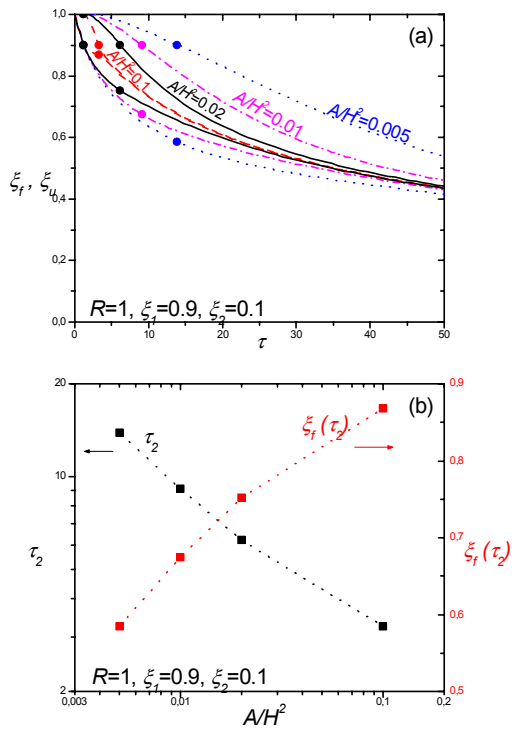 (a)
1,0
0,8
0,6
0,4
0,2
0,0
ξf, ξu
A/H²=0.1
A/H²=0.02
A/H²=0.01
A/H²=0.005
R=1, ξ1=0.9, ξ2=0.1
0 10 20 30 40 50
τ
(b)
20
10
2
τ2
τ2
ξf(τ2)
0,9
0,8
0,7
0,6
0,5
ξf(τ2)
R=1, ξ1=0.9, ξ2=0.1
0,003 0,01 0,1 0,2
A/H²